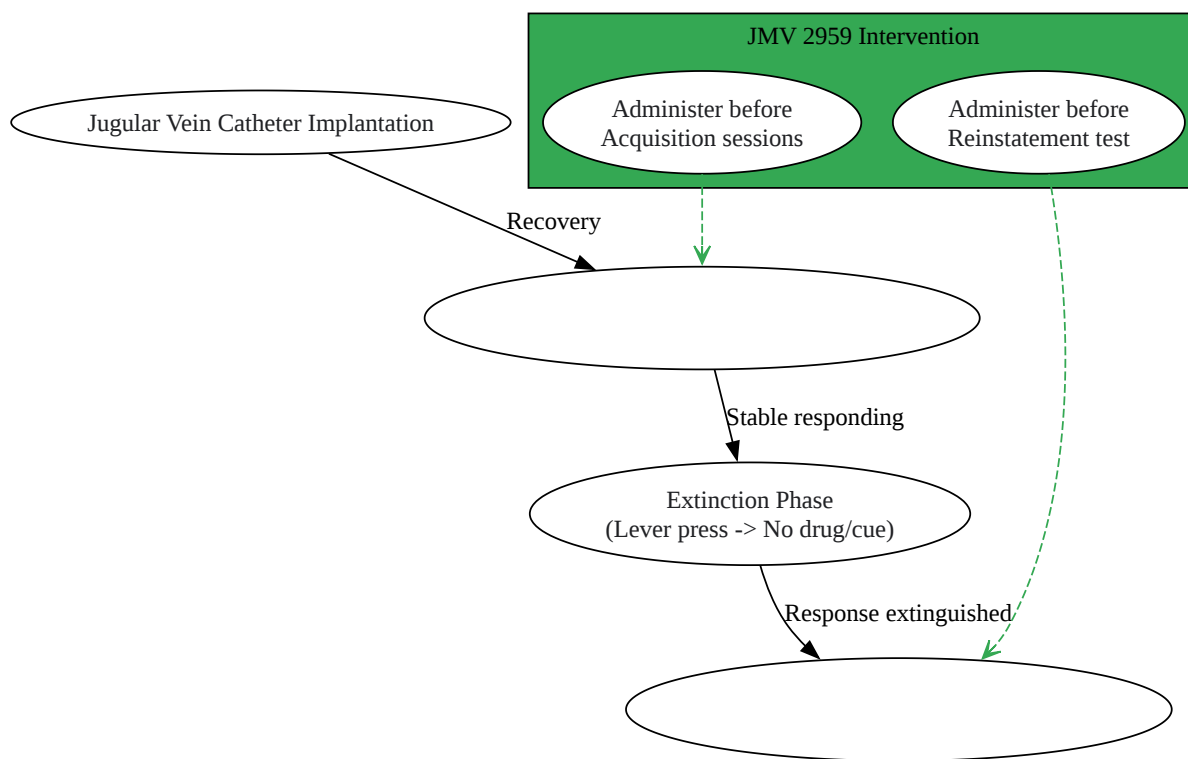 JMV 2959 Intervention
Jugular Vein Catheter Implantation
Administer before
Acquisition sessions
Administer before
Reinstatement test
Recovery
Stable responding
Extinction Phase
(Lever press -> No drug/cue)
Response extinguished